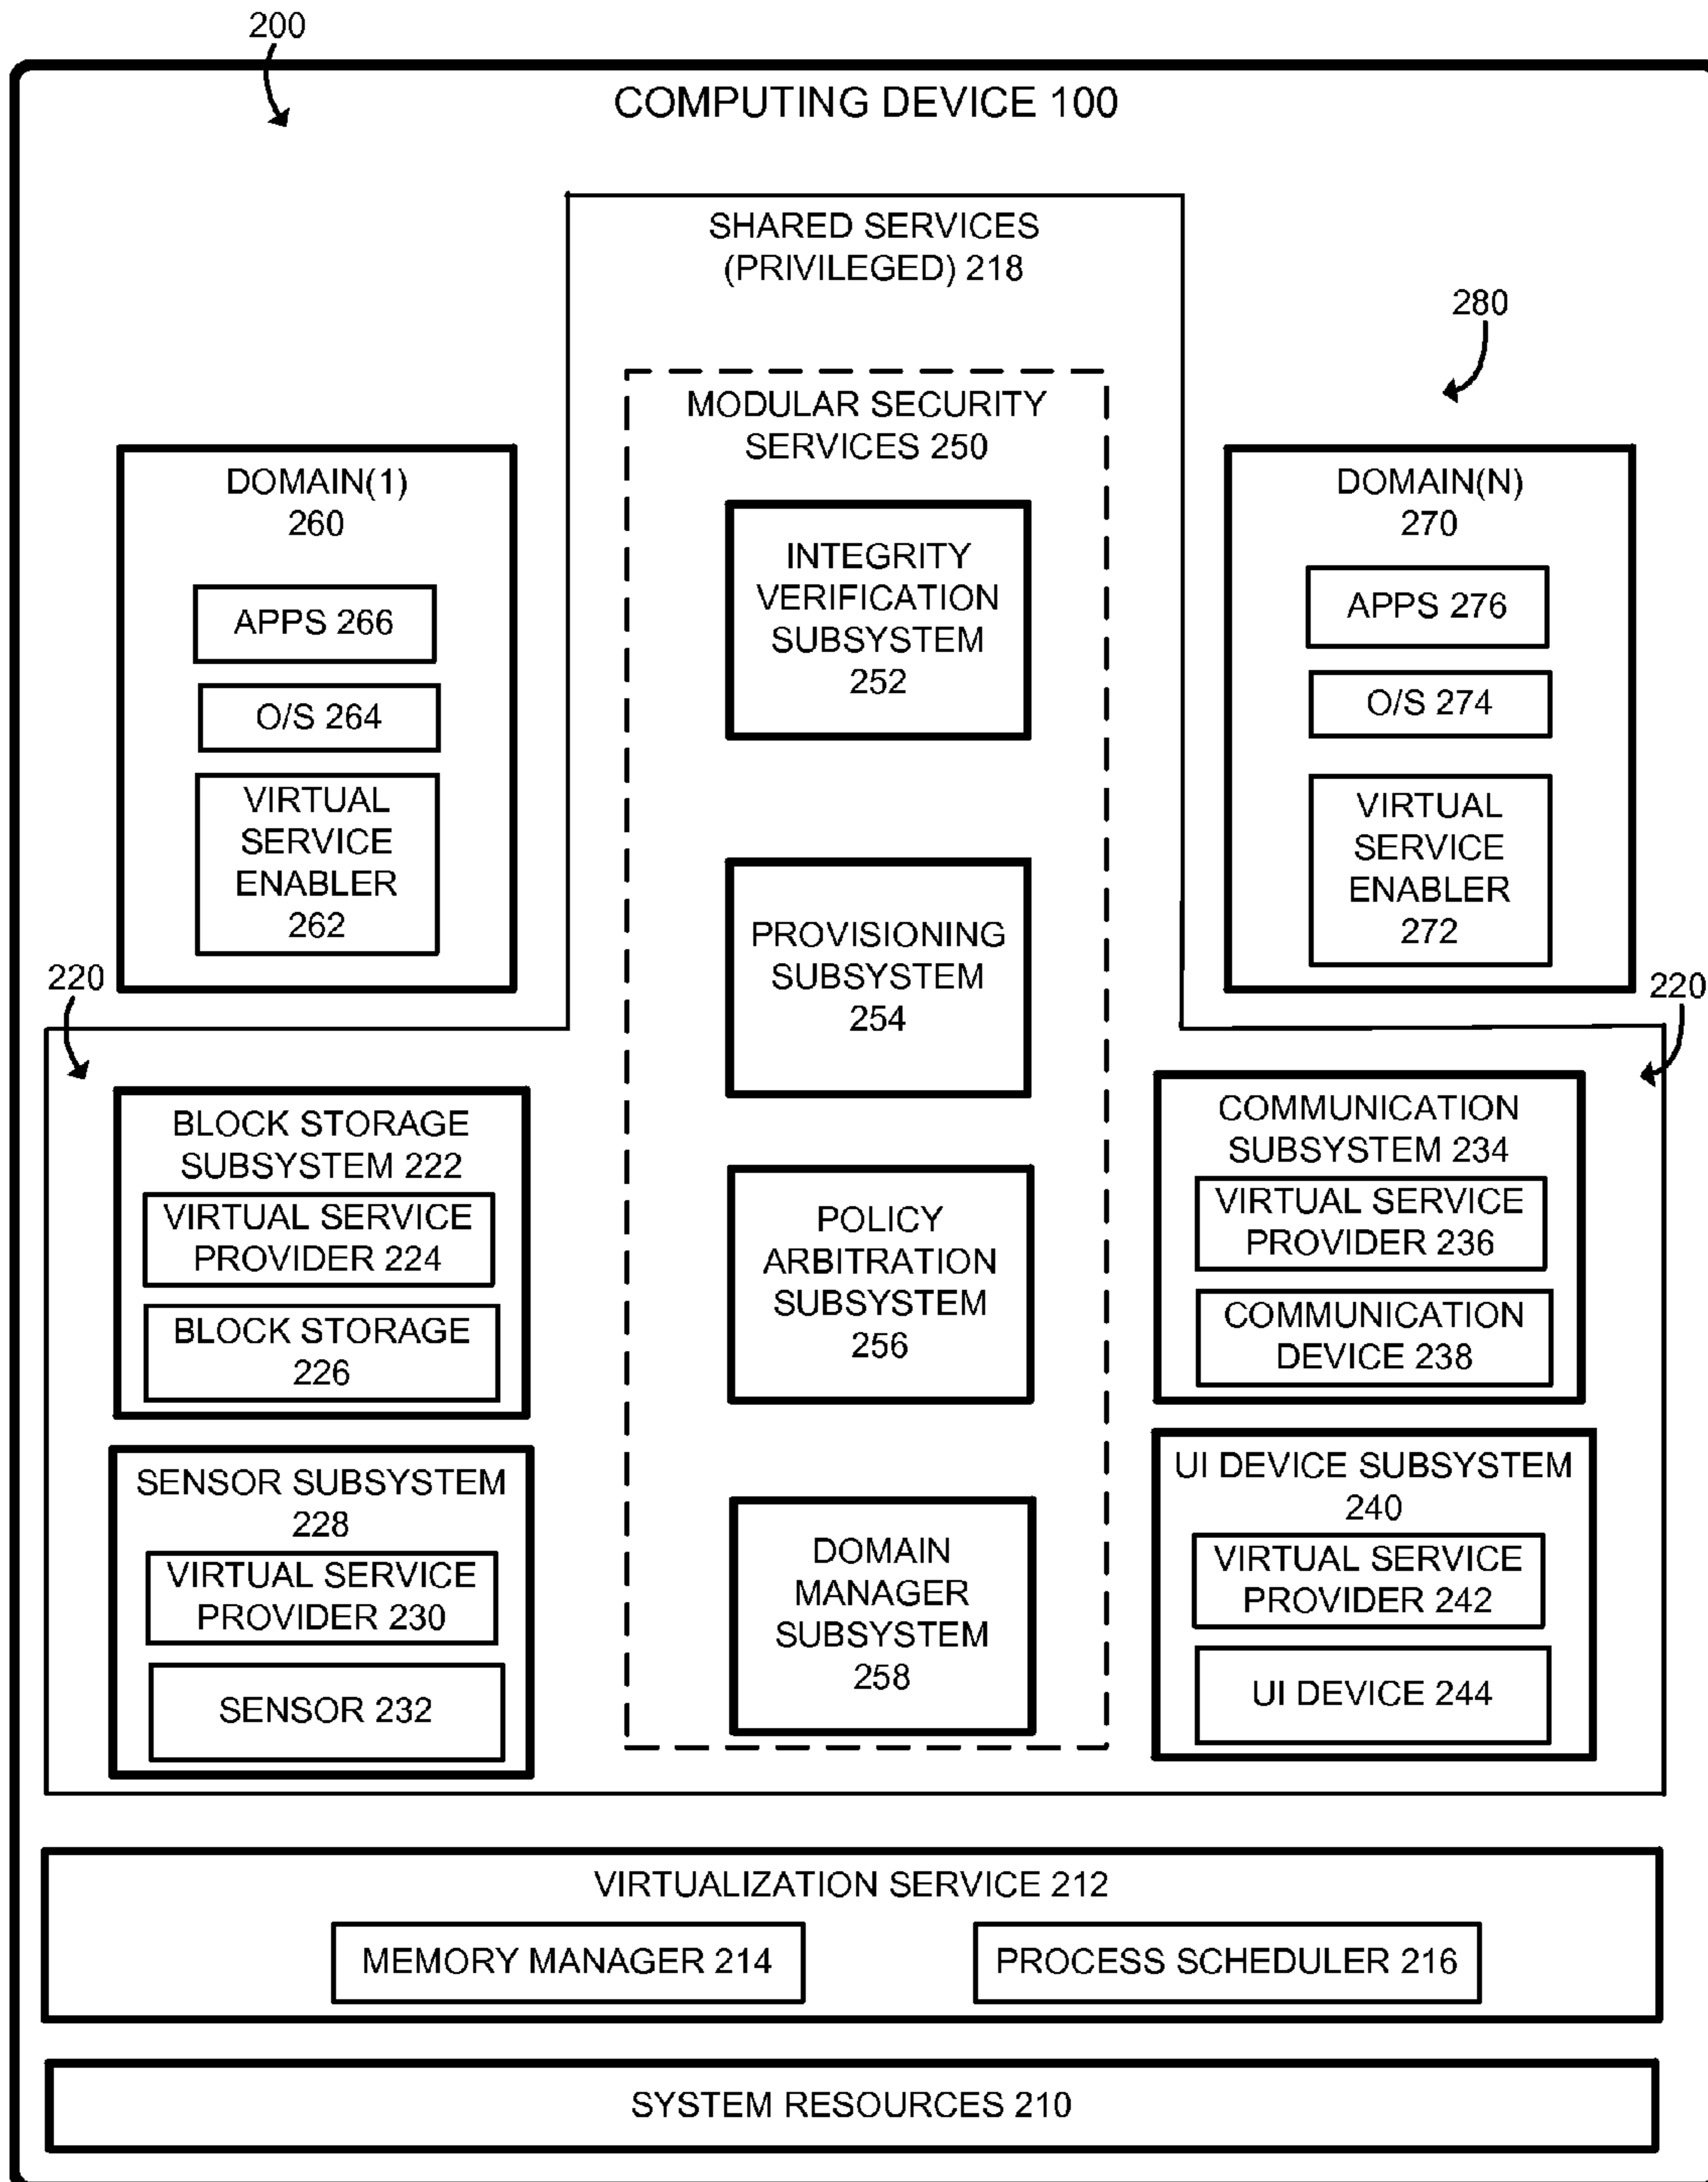 200
COMPUTING DEVICE 100
SHARED SERVICES
(PRIVILEGED) 218
280
MODULAR SECURITY
SERVICES 250
DOMAIN(1)
260
APPS 266
O/S 264
VIRTUAL
SERVICE
ENABLER
262
INTEGRITY
VERIFICATION
SUBSYSTEM
252
DOMAIN(N)
270
APPS 276
O/S 274
VIRTUAL
SERVICE
ENABLER
272
220
PROVISIONING
SUBSYSTEM
254
220
BLOCK STORAGE
SUBSYSTEM 222
VIRTUAL SERVICE
PROVIDER 224
BLOCK STORAGE
226
POLICY
ARBITRATION
SUBSYSTEM
256
COMMUNICATION
SUBSYSTEM 234
VIRTUAL SERVICE
PROVIDER 236
COMMUNICATION
DEVICE 238
SENSOR SUBSYSTEM
228
VIRTUAL SERVICE
PROVIDER 230
SENSOR 232
DOMAIN
MANAGER
SUBSYSTEM
258
UI DEVICE SUBSYSTEM
240
VIRTUAL SERVICE
PROVIDER 242
UI DEVICE 244
VIRTUALIZATION SERVICE 212
MEMORY MANAGER 214
PROCESS SCHEDULER 216
SYSTEM RESOURCES 210